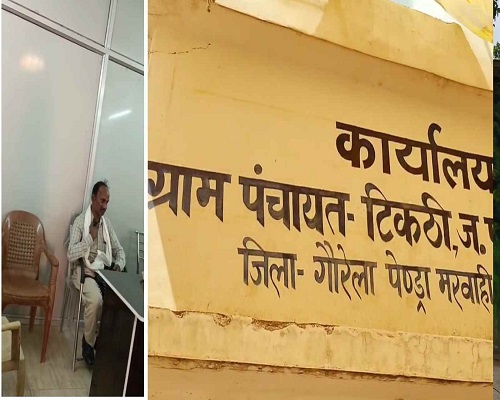 कार्यालय
ग्राम पंचायत- टिकठी, ज.
जिला- गौरेला पेण्ड्रा मरवाही